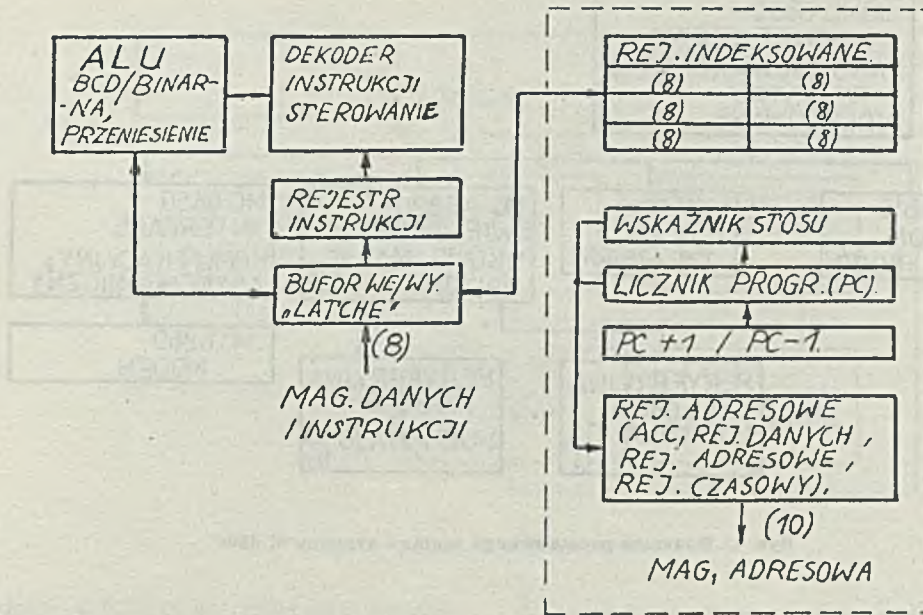 ALU
BCD/BINAR-
-NA,
PRZENIESIENIE
DEKODER
INSTRUKCJI
STEROWANIE
REJESTR
INSTRUKCJI
BUFOR WEJ/WY.
„LATCHE"
(8)
MAG. DANYCH
I INSTRUKCJI
REJ. INDEKSOWANE.
(8) (8)
(8) (8)
(8) (8)
WSKAŹNIK STOSU
LICZNIK PROGR.(PC).
PC +1 / PC-1.
REJ. ADRESOWE
(ACC, REJ. DANYCH,
REJ. ADRESOWE,
REJ. CZASOWY).
(10)
MAG, ADRESOWA